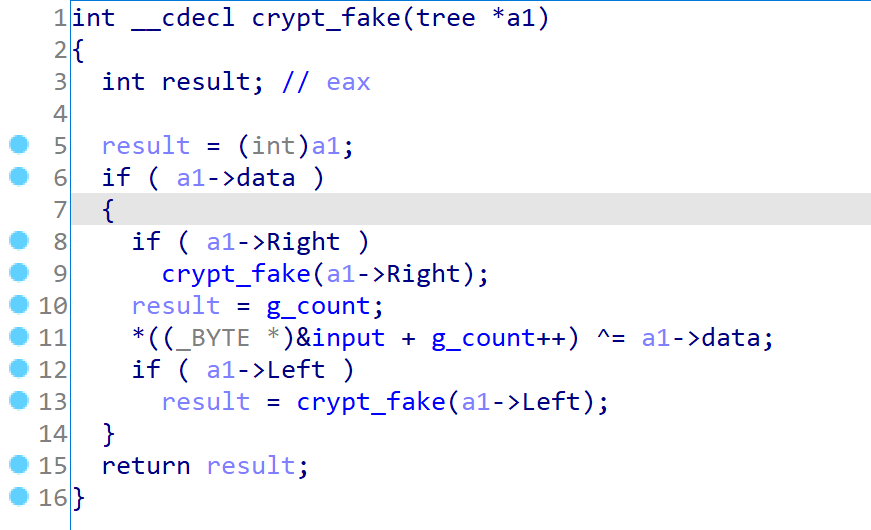 1 int __cdecl crypt_fake(tree *a1)
2 {
3   int result; // eax
4
5   result = (int)a1;
6   if ( a1->data )
7   {
8     if ( a1->Right )
9       crypt_fake(a1->Right);
10     result = g_count;
11     *((_BYTE *)&input + g_count++) ^= a1->data;
12     if ( a1->Left )
13       result = crypt_fake(a1->Left);
14   }
15   return result;
16 }